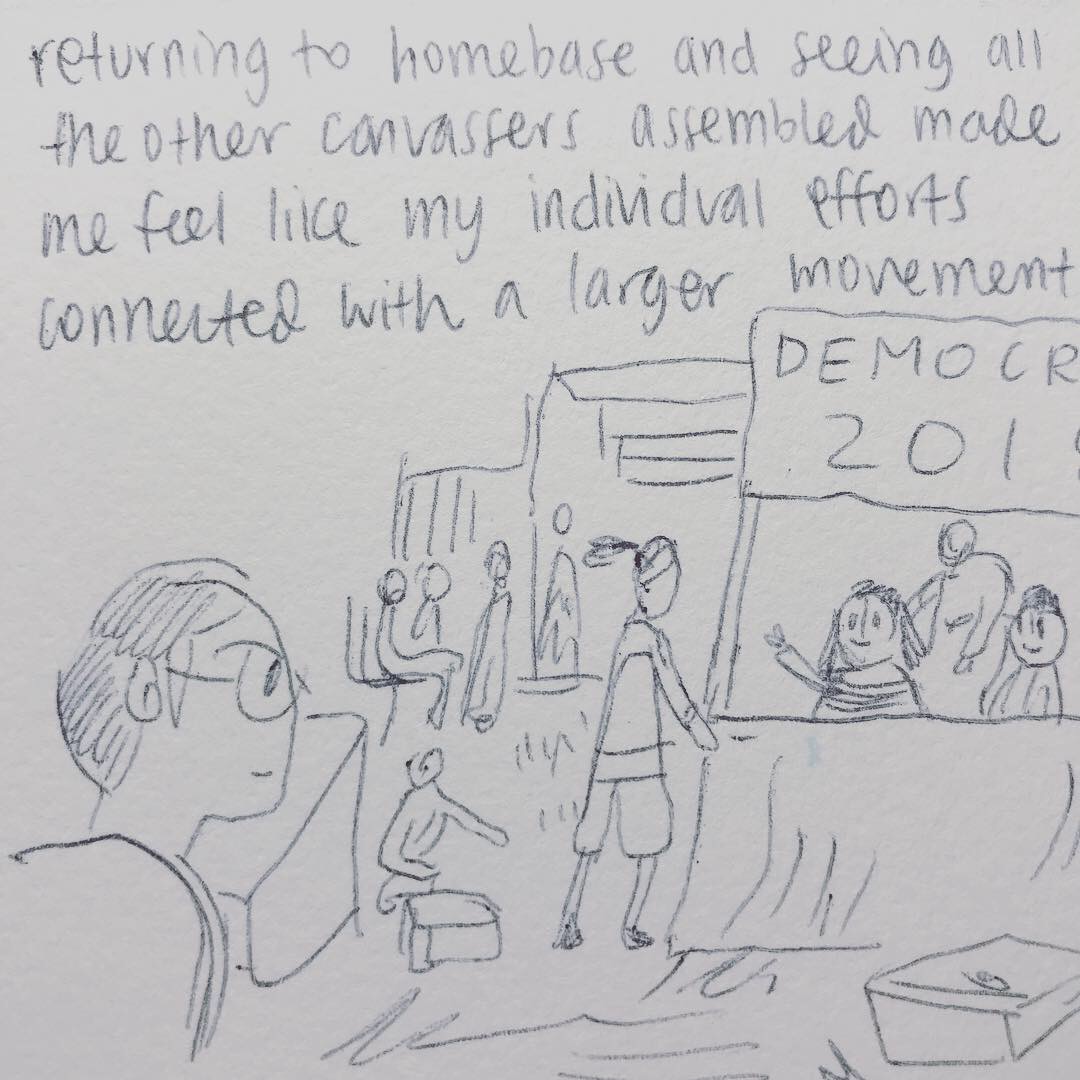 returning to homebase and seeing all
the other canvassers assembled made
me feel like my individual efforts
connected with a larger movement
DEMOCR
201